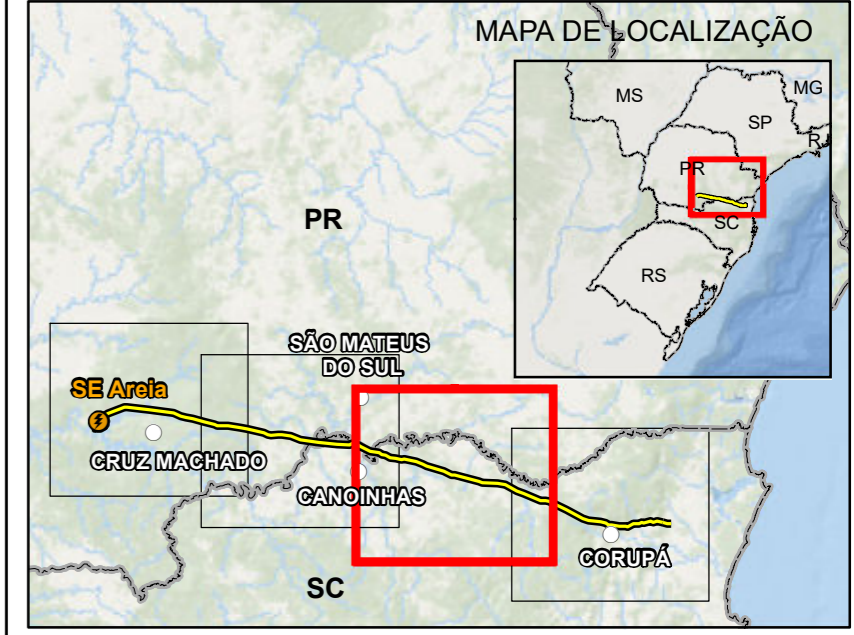 MAPA DE LOCALIZAÇÃO
MS
MG
SP
RJ
PR
SC
RS
PR
SÃO MATEUS
DO SUL
SE Areia
CRUZ MACHADO
CANOINHAS
CORUPÁ
SC